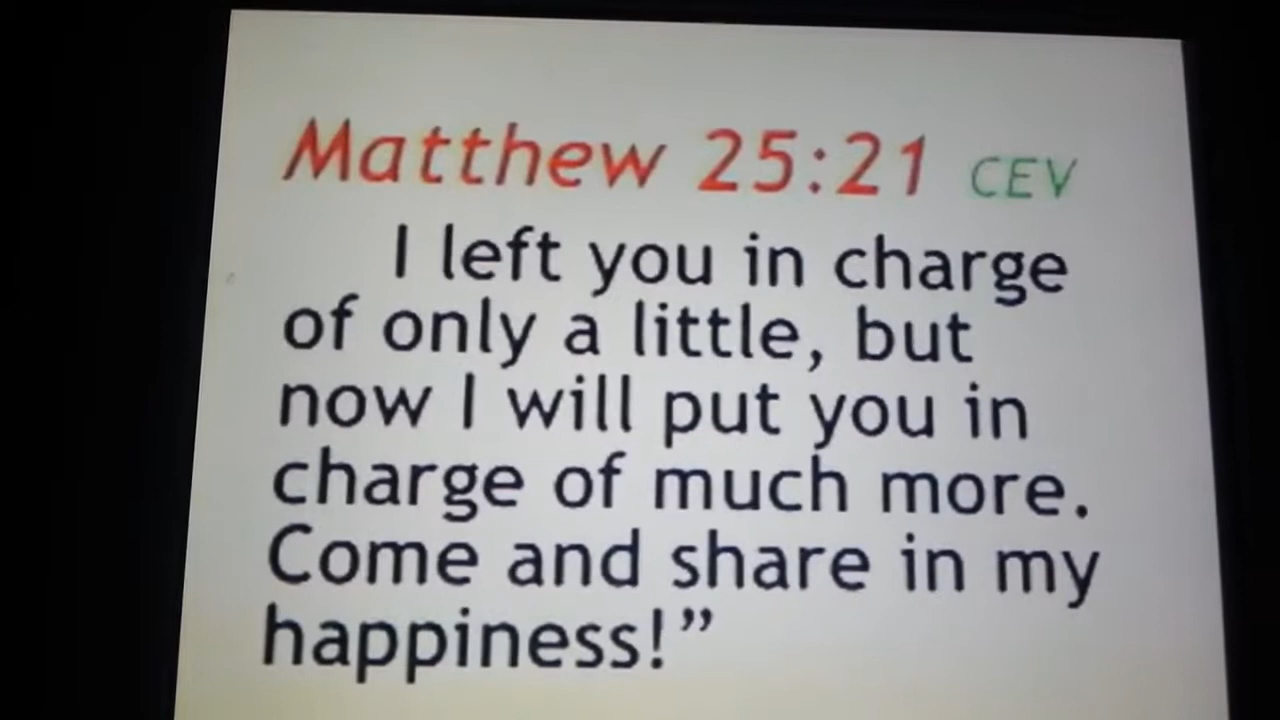 Matthew 25:21 CEV
I left you in charge
of only a little, but
now I will put you in
charge of much more.
Come and share in my
happiness!”